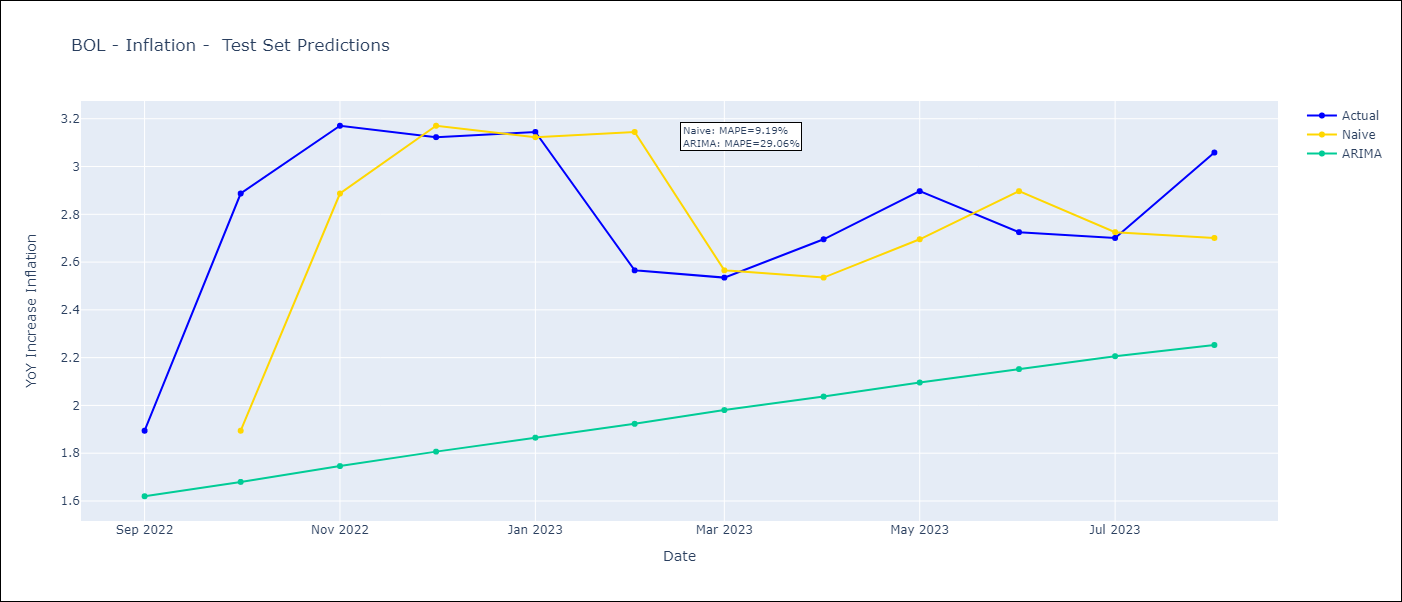 BOL - Inflation -  Test Set Predictions
3.2
3
2.8
2.6
2.4
2.2
2
1.8
1.6
YoY Increase Inflation
Naive: MAPE=9.19%
ARIMA: MAPE=29.06%
Actual
Naive
ARIMA
Sep 2022
Nov 2022
Jan 2023
Mar 2023
May 2023
Jul 2023
Date